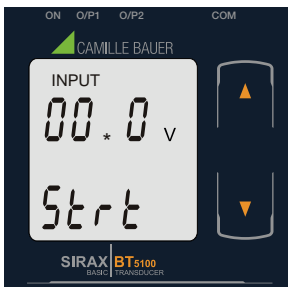 ON O/P1 O/P2 COM
CAMILLE BAUER
INPUT
00.0 V
*
Strt
SIRAX BT5100
BASIC TRANSDUCER